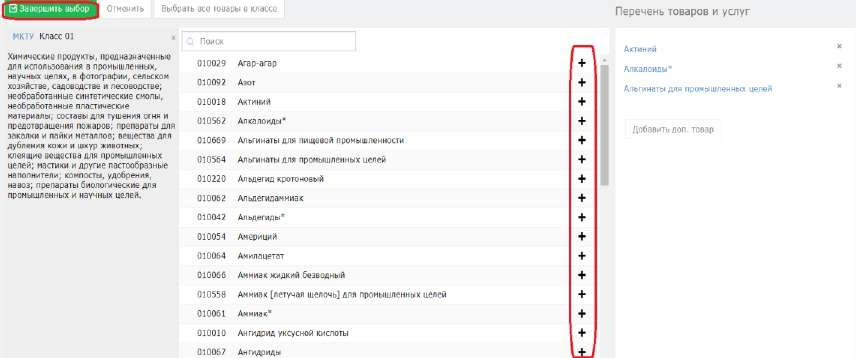 Завершить выбор
Отменить
Выбрать все товары в классе
Перечень товаров и услуг
МКТУ Класс 01 ×
Химические продукты, предназначенные
для использования в промышленных,
научных целях, в фотографии, сельском
хозяйстве, садоводстве и лесоводстве;
необработанные синтетические смолы,
необработанные пластические
материалы; составы для тушения огня и
предотвращения пожаров; препараты для
закалки и пайки металлов; вещества для
дубления кожи и шкур животных;
клеящие вещества для промышленных
целей; мастики и другие пастообразные
наполнители; компосты, удобрения,
навоз; препараты биологические для
промышленных и научных целей.
Поиск
010029 Агар-агар +
010092 Азот +
010018 Актиний +
010562 Алкалоиды* +
010669 Альгинаты для пищевой промышленности +
010564 Альгинаты для промышленных целей +
010220 Альдегид кротоновый +
010062 Альдегидаммиак +
010042 Альдегиды* +
010054 Америций +
010064 Амилацетат +
010066 Аммиак жидкий безводный +
010558 Аммиак [летучая щелочь] для промышленных целей +
010061 Аммиак* +
010010 Ангидрид уксусной кислоты +
010067 Ангидриды +
Актиний ×
Алкалоиды* ×
Альгинаты для промышленных целей ×
Добавить доп. товар